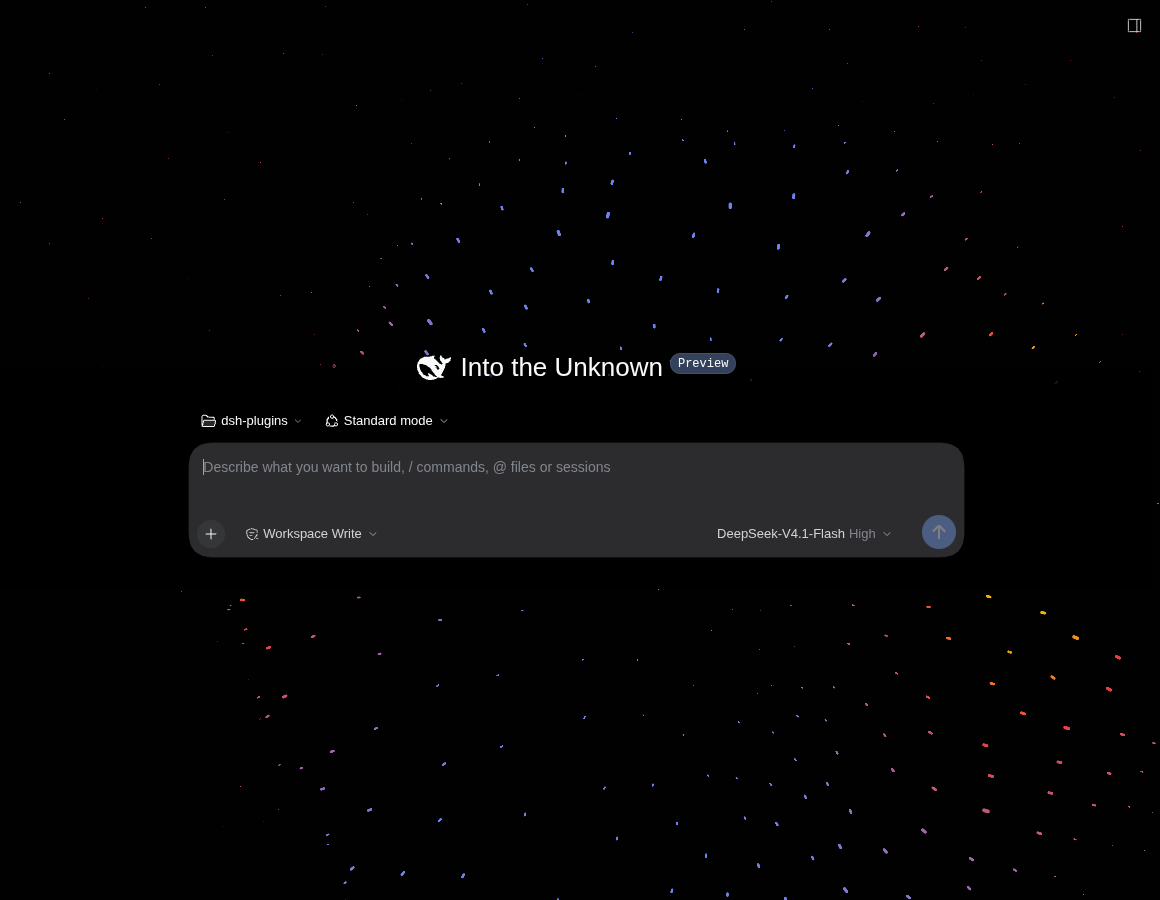 Into the Unknown Preview
dsh-plugins Standard mode
Describe what you want to build, / commands, @ files or sessions
Workspace Write DeepSeek-V4.1-Flash High